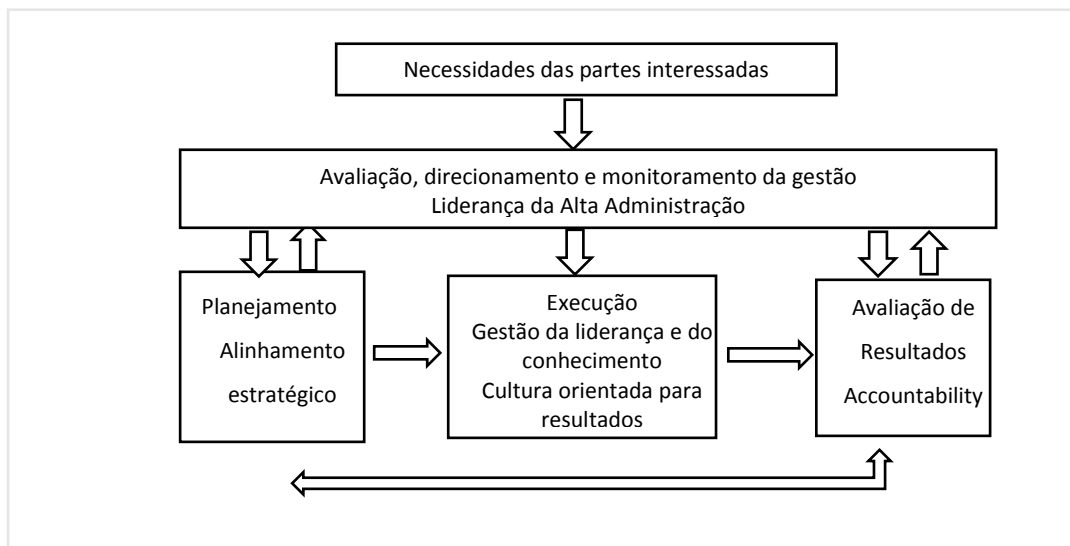 Necessidades das partes interessadas
Avaliação, direcionamento e monitoramento da gestão
Liderança da Alta Administração
Planejamento
Alinhamento
estratégico
Execução
Gestão da liderança e do
conhecimento
Cultura orientada para
resultados
Avaliação de
Resultados
Accountability